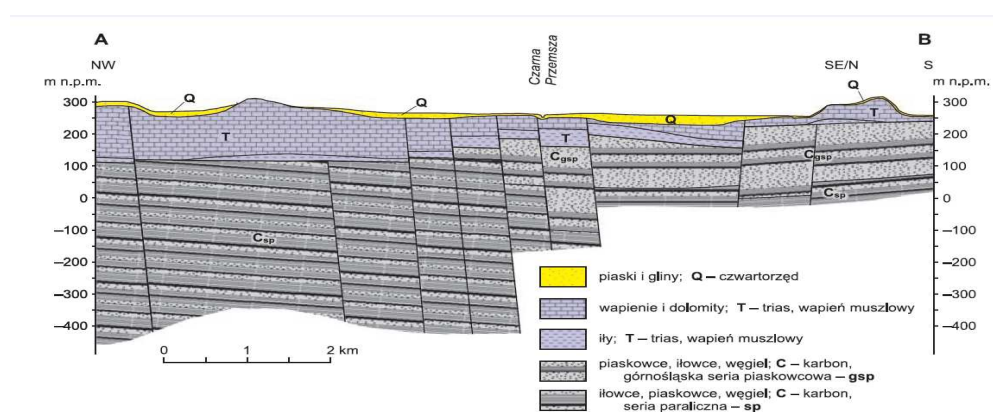 A
B
NW
Czarna
Przemsza
SE/N
S
m n.p.m.
m n.p.m.
300
200
100
0
–100
–200
–300
–400
300
200
100
0
–100
–200
–300
–400
Q
Q
Q
Q
T
T
T
Cgsp
Cgsp
Csp
Csp
0 1 2 km
piaski i gliny; Q – czwartorzęd
wapienie i dolomity; T – trias, wapień muszlowy
iły; T – trias, wapień muszlowy
piaskowce, iłowce, węgiel; C – karbon,
górnośląska seria piaskowcowa – gsp
iłowce, piaskowce, węgiel; C – karbon,
seria paraliczna – sp